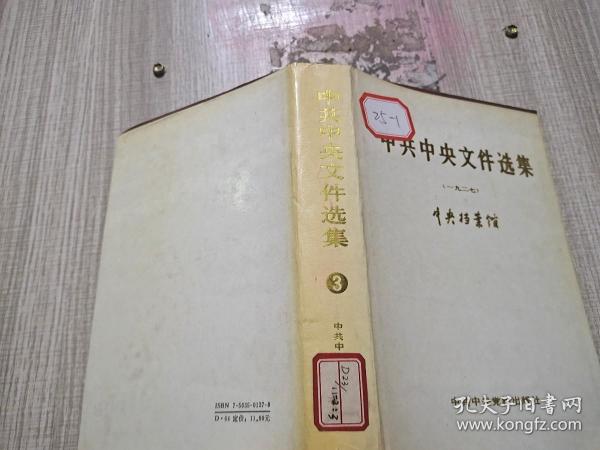 25-1
中共中央文件选集
(一九二七)
中央档案馆
中共中央文件选集
3
中共中
D231
ISBN 7-5035-0137-8
D·64 定价：11.00元
孔夫子旧书网
www.kongfz.com